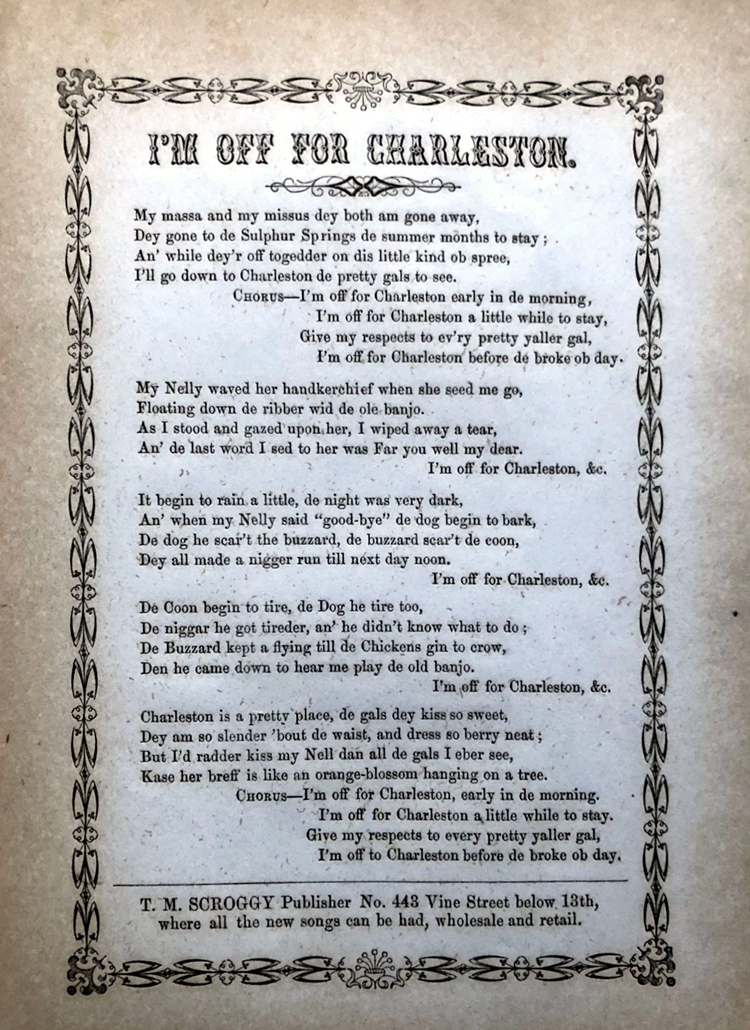 I'M OFF FOR CHARLESTON.
My massa and my missus dey both am gone away,
Dey gone to de Sulphur Springs de summer months to stay ;
An' while dey'r off togedder on dis little kind ob spree,
I'll go down to Charleston de pretty gals to see.
CHORUS—I'm off for Charleston early in de morning,
I'm off for Charleston a little while to stay,
Give my respects to ev'ry pretty yaller gal,
I'm off for Charleston before de broke ob day.
My Nelly waved her handkerchief when she seed me go,
Floating down de ribber wid de ole banjo.
As I stood and gazed upon her, I wiped away a tear,
An' de last word I sed to her was Far you well my dear.
I'm off for Charleston, &c.
It begin to rain a little, de night was very dark,
An' when my Nelly said "good-bye" de dog begin to bark,
De dog he scar't the buzzard, de buzzard scar't de coon,
Dey all made a nigger run till next day noon.
I'm off for Charleston, &c.
De Coon begin to tire, de Dog he tire too,
De niggar he got tireder, an' he didn't know what to do ;
De Buzzard kept a flying till de Chickens gin to crow,
Den he came down to hear me play de old banjo.
I'm off for Charleston, &c.
Charleston is a pretty place, de gals dey kiss so sweet,
Dey am so slender 'bout de waist, and dress so berry neat ;
But I'd radder kiss my Nell dan all de gals I eber see,
Kase her breff is like an orange-blossom hanging on a tree.
CHORUS—I'm off for Charleston, early in de morning.
I'm off for Charleston a little while to stay.
Give my respects to every pretty yaller gal,
I'm off to Charleston before de broke ob day.
T. M. SCROGGY Publisher No. 443 Vine Street below 13th,
where all the new songs can be had, wholesale and retail.